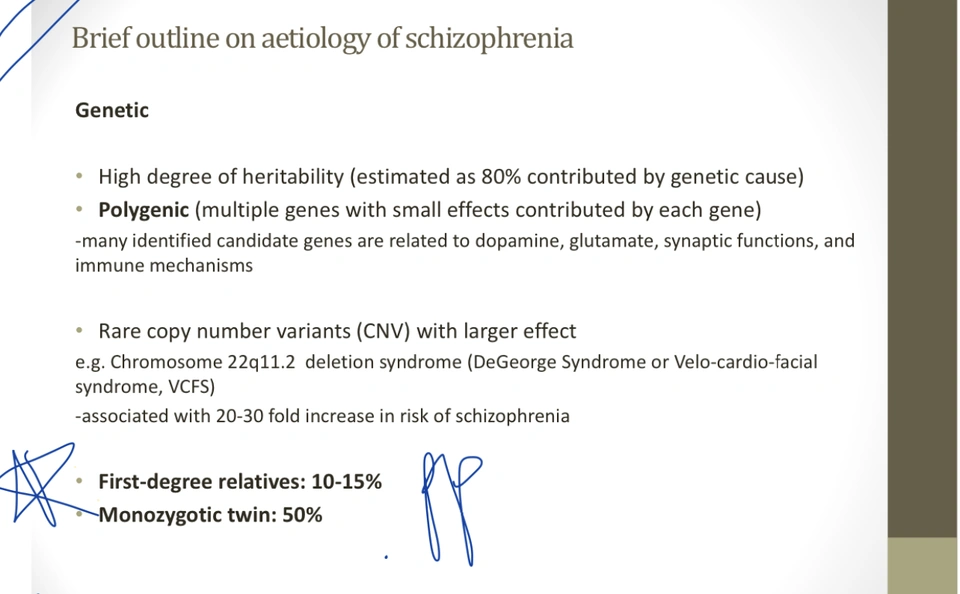 Brief outline on aetiology of schizophrenia
Genetic
• High degree of heritability (estimated as 80% contributed by genetic cause)
• Polygenic (multiple genes with small effects contributed by each gene)
-many identified candidate genes are related to dopamine, glutamate, synaptic functions, and
immune mechanisms
• Rare copy number variants (CNV) with larger effect
e.g. Chromosome 22q11.2 deletion syndrome (DeGeorge Syndrome or Velo-cardio-facial
syndrome, VCFS)
-associated with 20-30 fold increase in risk of schizophrenia
• First-degree relatives: 10-15%
• Monozygotic twin: 50%